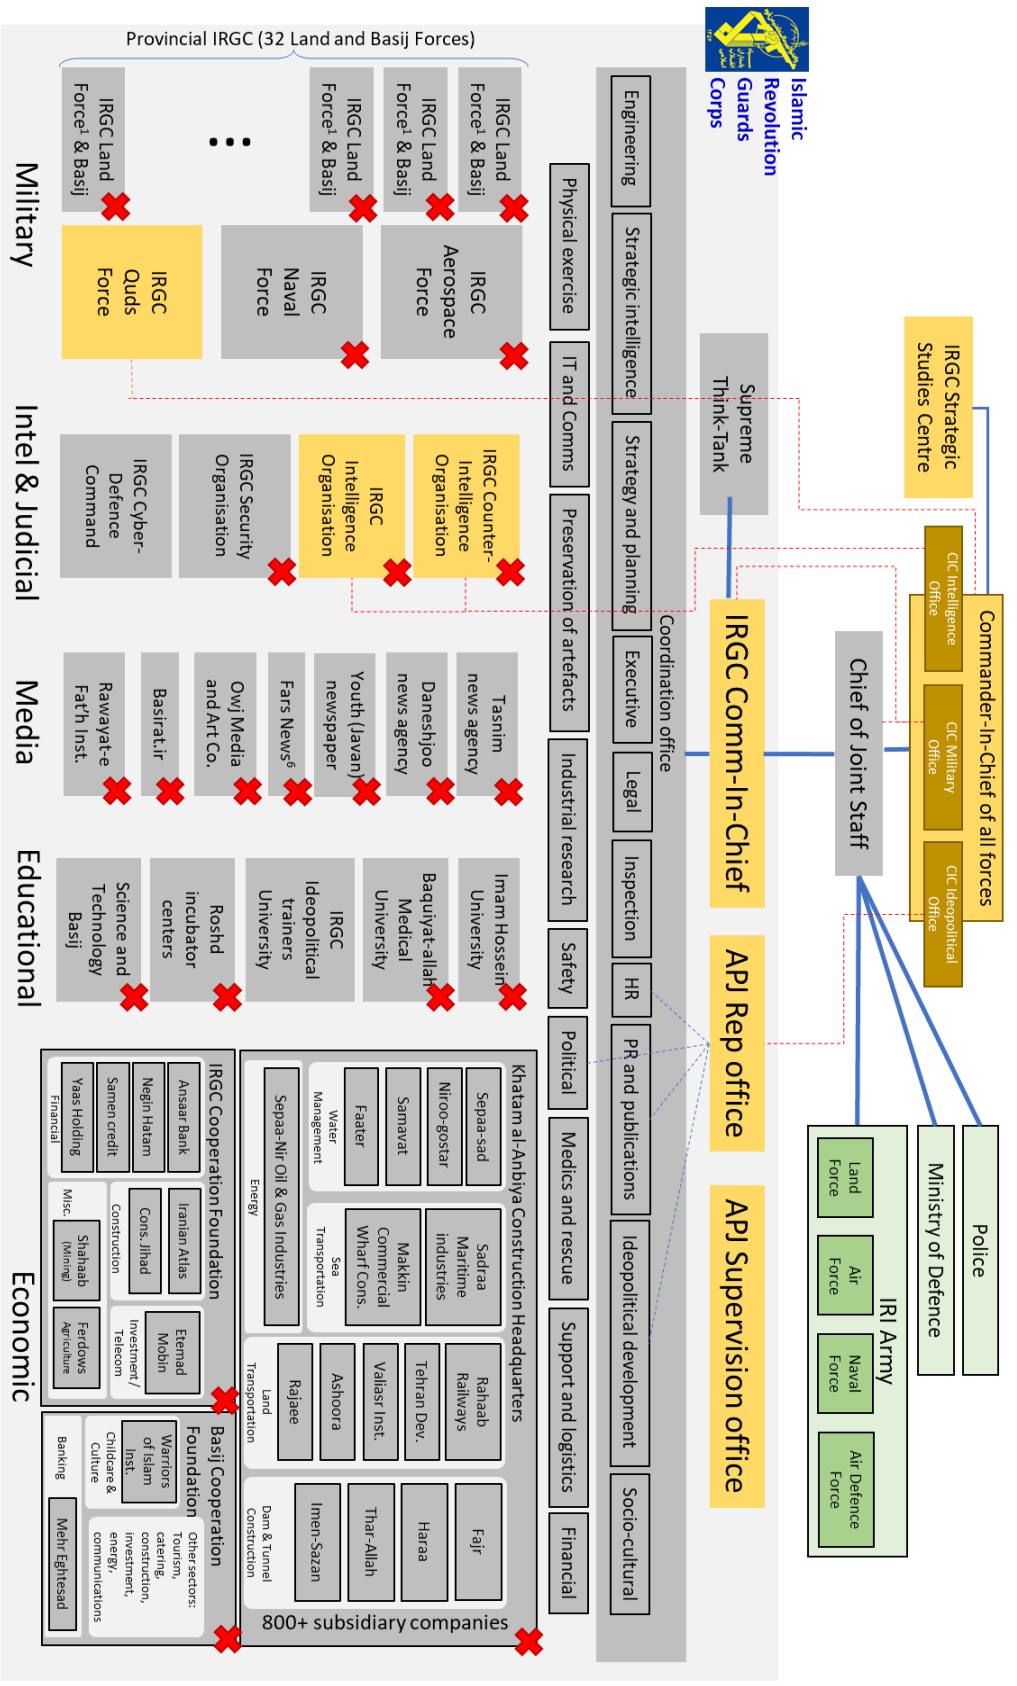 Islamic
Revolution
Guards
Corps
IRGC Strategic
Studies Centre
Commander-In-Chief of all forces
CIC Intelligence
Office
CIC Military
Office
CIC Ideopolitical
Office
Chief of Joint Staff
Police
Ministry of Defence
IRI Army
Land
Force
Air
Force
Naval
Force
Air Defence
Force
Supreme
Think-Tank
IRGC Comm-In-Chief
APJ Rep office
APJ Supervision office
Coordination office
Engineering
Strategic intelligence
Strategy and planning
Executive
Legal
Inspection
HR
PR and publications
Ideopolitical development
Socio-cultural
Physical exercise
IT and Comms
Preservation of artefacts
Industrial research
Safety
Political
Medics and rescue
Support and logistics
Financial
Provincial IRGC (32 Land and Basij Forces)
IRGC Land
Force¹ & Basij
IRGC Land
Force¹ & Basij
IRGC Land
Force¹ & Basij
...
IRGC Land
Force¹ & Basij
IRGC
Aerospace
Force
IRGC
Naval
Force
IRGC
Quds
Force
Military
IRGC Counter-
Intelligence
Organisation
IRGC
Intelligence
Organisation
IRGC Security
Organisation
IRGC Cyber-
Defence
Command
Intel & Judicial
Tasnim
news agency
Daneshjoo
news agency
Youth (Javan)
newspaper
Fars News⁶
Owj Media
and Art Co.
Basirat.ir
Rawayat-e
Fat'h Inst.
Media
Imam Hossein
University
Baquiyat-allah
Medical
University
IRGC
Ideopolitical
trainers
University
Roshd
incubator
centers
Science and
Technology
Basij
Educational
Khatam al-Anbiya Construction Headquarters
Sepaa-sad
Niroo-gostar
Samavat
Faater
Water
Management
Sadraa
Maritime
industries
Makkin
Commercial
Wharf Cons.
Sea
Transportation
Sepaa-Nir Oil & Gas Industries
Energy
Rahaab
Railways
Tehran Dev.
Valiasr Inst.
Ashoora
Rajaee
Land
Transportation
Fajr
Haraa
Thar-Allah
Imen-Sazan
Dam & Tunnel
Construction
800+ subsidiary companies
IRGC Cooperation Foundation
Ansaar Bank
Negin Hatam
Samen credit
Yaas Holding
Financial
Iranian Atlas
Cons. Jihad
Construction
Etemad
Mobin
Investment /
Telecom
Misc.
Shahaab
(Mining)
Ferdows
Agriculture
Basij Cooperation
Foundation
Warriors
of Islam
Inst.
Childcare &
Culture
Other sectors:
Tourism,
catering,
construction,
investment,
energy,
communications
Banking
Mehr Eghtesad
Economic